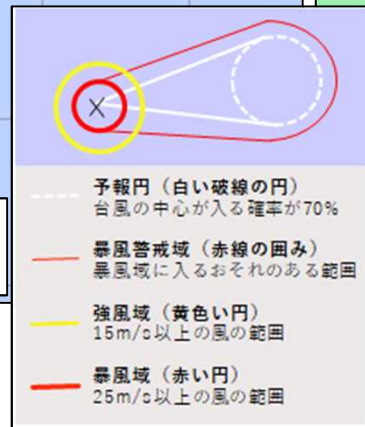 X
予報円（白い破線の円）
台風の中心が入る確率が70%
暴風警戒域（赤線の囲み）
暴風域に入るおそれのある範囲
強風域（黄色い円）
15m/s以上の風の範囲
暴風域（赤い円）
25m/s以上の風の範囲